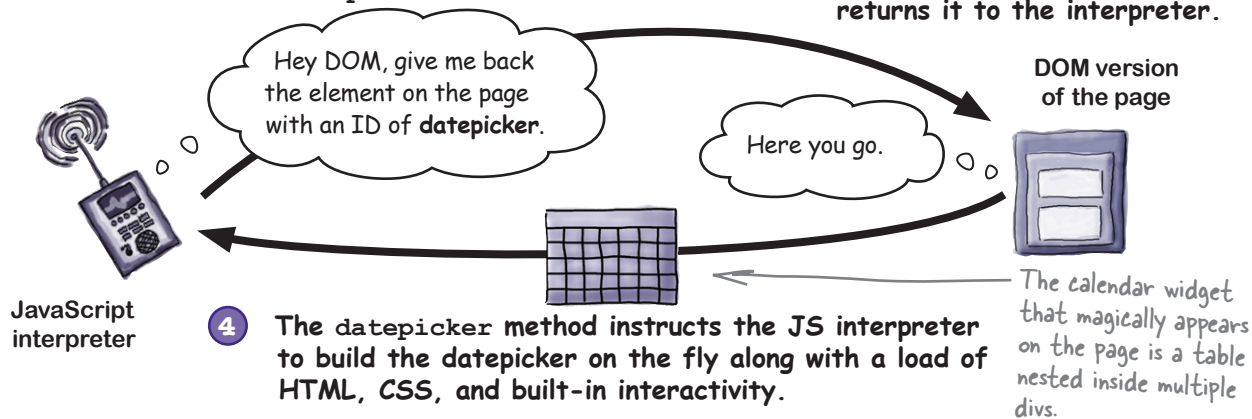 returns it to the interpreter.
Hey DOM, give me back
the element on the page
with an ID of datepicker.
DOM version
of the page
Here you go.
JavaScript
interpreter
4
The datepicker method instructs the JS interpreter
to build the datepicker on the fly along with a load of
HTML, CSS, and built-in interactivity.
The calendar widget
that magically appears
on the page is a table
nested inside multiple
divs.